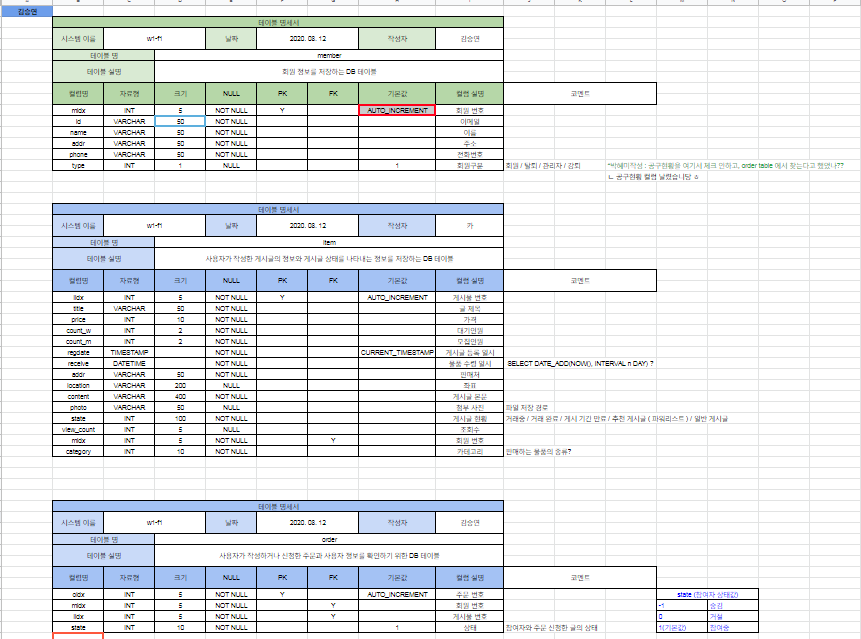 김승연
테이블 명세서
시스템 이름 w1-f1 날짜 2020. 08. 12 작성자 김승연
테이블 명 member
테이블 설명 회원 정보를 저장하는 DB 테이블
컬럼명 자료형 크기 NULL PK FK 기본값 컬럼 설명 코멘트
midx INT 5 NOT NULL Y AUTO_INCREMENT 회원 번호
id VARCHAR 50 NOT NULL 이메일
name VARCHAR 50 NOT NULL 이름
addr VARCHAR 50 NOT NULL 주소
phone VARCHAR 50 NOT NULL 전화번호
type INT 1 NULL 1 회원구분 회원 / 탈퇴 / 관리자 / 강퇴 *박혜미작성 : 공구현황을 여기서 체크 안하고, order table 에서 찾는다고 했었나??
ㄴ 공구현황 컬럼 날렸습니당 ㅎ
테이블 명세서
시스템 이름 w1-f1 날짜 2020. 08. 12 작성자 카
테이블 명 item
테이블 설명 사용자가 작성한 게시글의 정보와 게시글 상태를 나타내는 정보를 저장하는 DB 테이블
컬럼명 자료형 크기 NULL PK FK 기본값 컬럼 설명 코멘트
iidx INT 5 NOT NULL Y AUTO_INCREMENT 게시물 번호
title VARCHAR 50 NOT NULL 글 제목
price INT 10 NOT NULL 가격
count_w INT 2 NOT NULL 대기인원
count_m INT 2 NOT NULL 모집인원
regdate TIMESTAMP NOT NULL CURRENT_TIMESTAMP 게시글 등록 일시
receive DATETIME NOT NULL 물품 수령 일시 SELECT DATE_ADD(NOW(), INTERVAL n DAY) ?
addr VARCHAR 50 NOT NULL 판매처
location VARCHAR 200 NULL 좌표
content VARCHAR 400 NOT NULL 게시글 본문
photo VARCHAR 50 NULL 첨부 사진 파일 저장 경로
state INT 100 NOT NULL 게시글 현황 거래중 / 거래 완료 / 게시 기간 만료 / 추천 게시글 ( 파워리스트 ) / 일반 게시글
view_count INT 5 NULL 조회수
midx INT 5 NOT NULL Y 회원 번호
category INT 10 NOT NULL 카테고리 판매하는 물품의 종류?
테이블 명세서
시스템 이름 w1-f1 날짜 2020. 08. 12 작성자 김승연
테이블 명 order
테이블 설명 사용자가 작성하거나 신청한 주문과 사용자 정보를 확인하기 위한 DB 테이블
컬럼명 자료형 크기 NULL PK FK 기본값 컬럼 설명 코멘트
oidx INT 5 NOT NULL Y AUTO_INCREMENT 주문 번호 state (참여자 상태값)
midx INT 5 NOT NULL Y 회원 번호 -1 승인
iidx INT 5 NOT NULL Y 게시물 번호 0 거절
state INT 10 NOT NULL 1 상태 참여자와 주문 신청한 글의 상태 1(기본값) 참여중